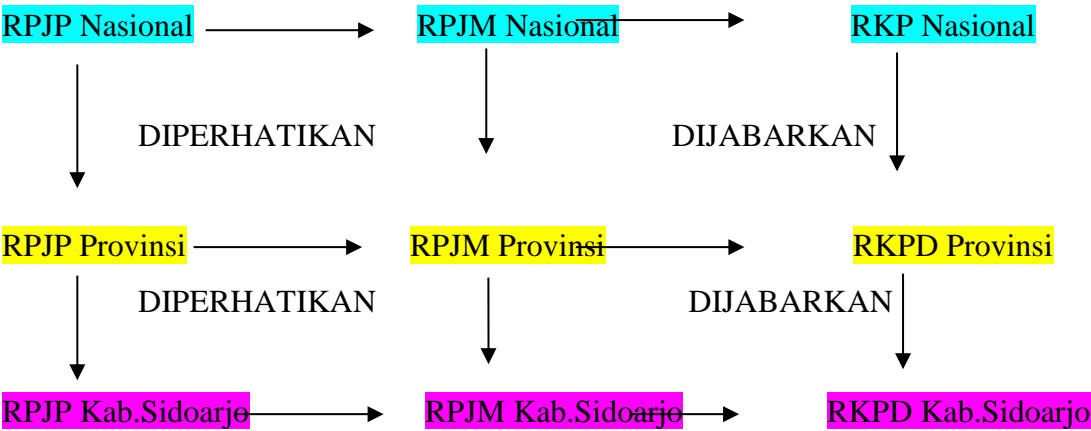 RPJP Nasional RPJM Nasional RKP Nasional
DIPERHATIKAN DIJABARKAN
RPJP Provinsi RPJM Provinsi RKPD Provinsi
DIPERHATIKAN DIJABARKAN
RPJP Kab.Sidoarjo RPJM Kab.Sidoarjo RKPD Kab.Sidoarjo